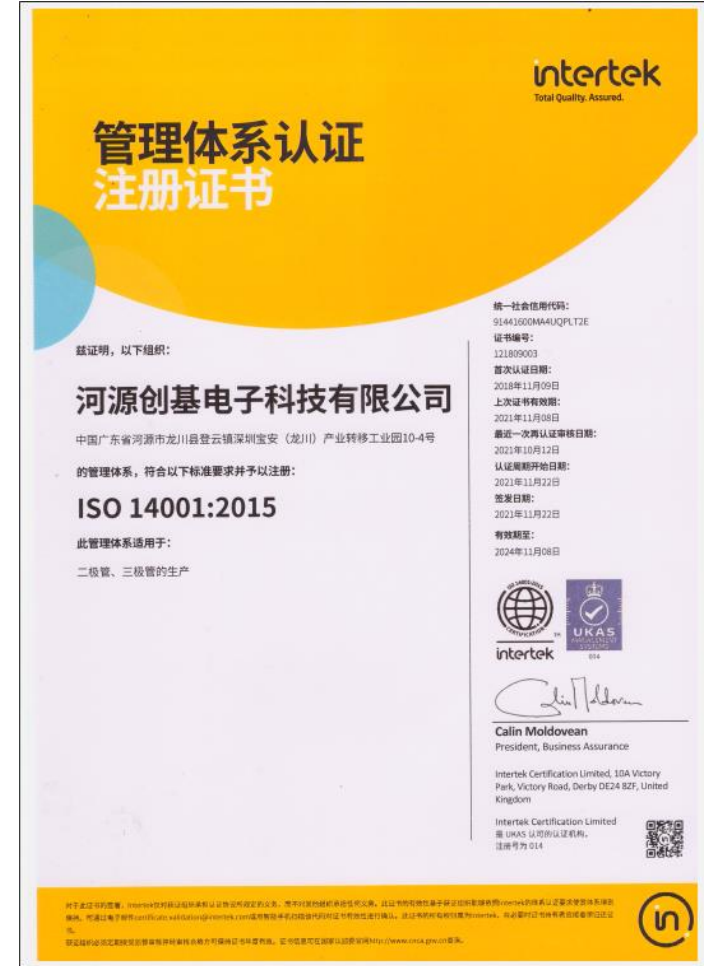 intertek
Total Quality. Assured.
管理体系认证
注册证书
兹证明，以下组织：
河源创基电子科技有限公司
中国广东省河源市龙川县登云镇深圳宝安（龙川）产业转移工业园10-4号
的管理体系，符合以下标准要求并予以注册：
ISO 14001:2015
此管理体系适用于：
二极管、三极管的生产
统一社会信用代码：
91441600MA4UQPLT2E
证书编号：
121809003
首次认证日期：
2018年11月09日
上次证书有效期：
2021年11月08日
最近一次再认证审核日期：
2021年10月12日
认证周期开始日期：
2021年11月22日
签发日期：
2021年11月22日
有效期至：
2024年11月08日
ISO 14001:2015
CERTIFICATION
TM
intertek
UKAS
MANAGEMENT
SYSTEMS
014
Calin Moldovean
Calin Moldovean
President, Business Assurance
Intertek Certification Limited, 10A Victory
Park, Victory Road, Derby DE24 8ZF, United
Kingdom
Intertek Certification Limited
是 UKAS 认可的认证机构。
注册号为 014
in